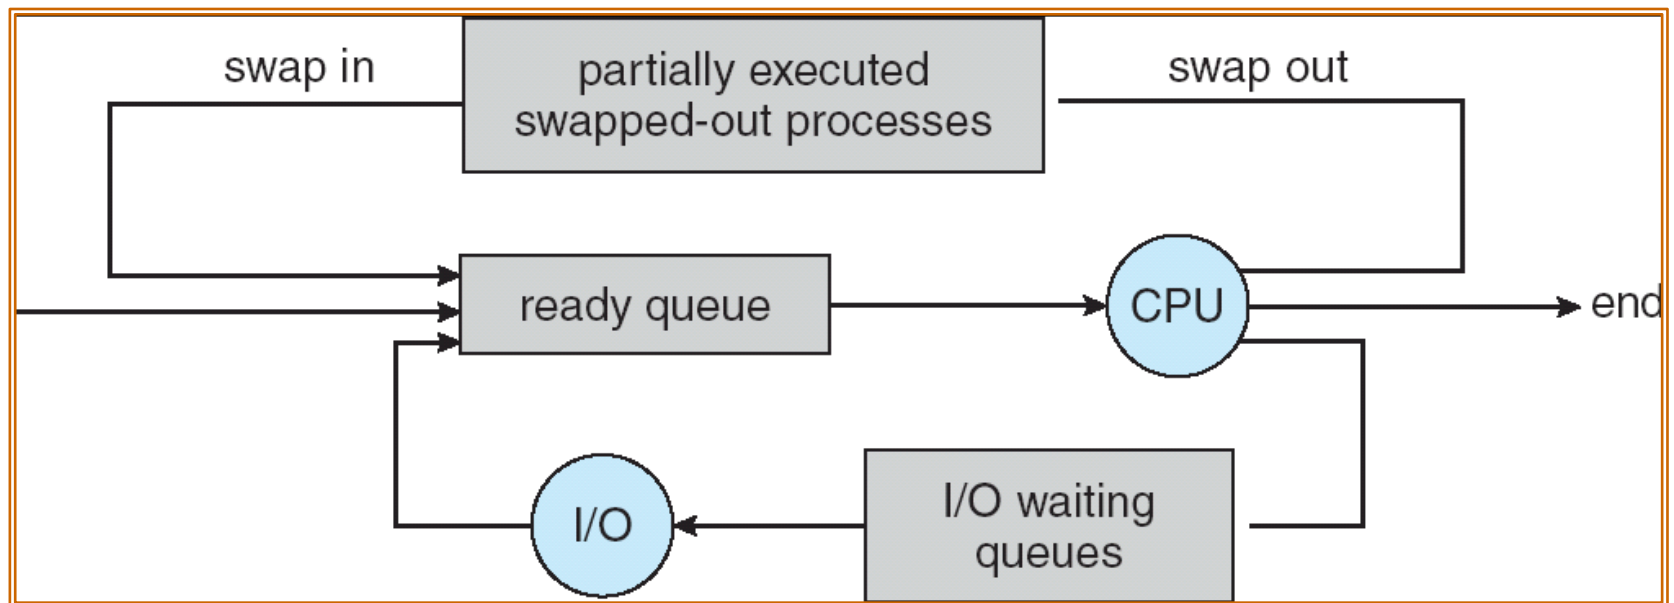 swap in
partially executed
swapped-out processes
swap out
ready queue
CPU
end
I/O
I/O waiting
queues